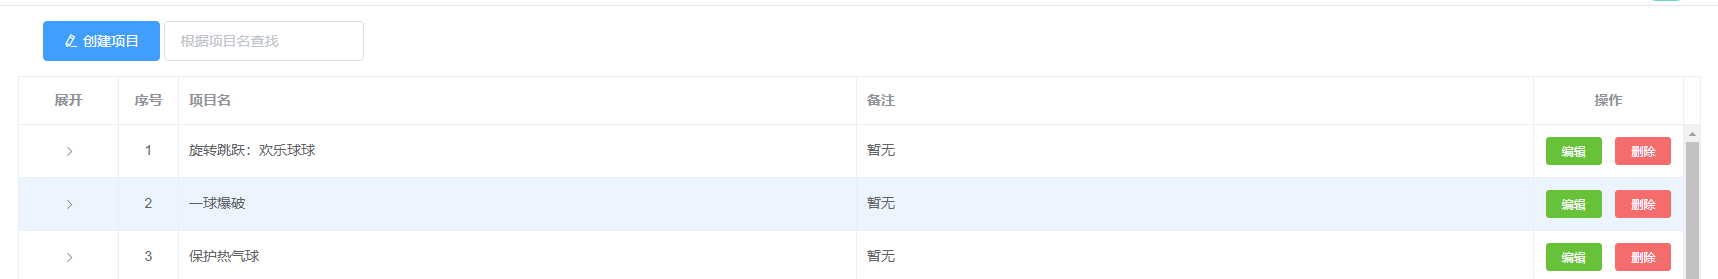 创建项目 根据项目名查找
展开 序号 项目名 备注 操作
1 旋转跳跃：欢乐球球 暂无 编辑 删除
2 一球爆破 暂无 编辑 删除
3 保护热气球 暂无 编辑 删除